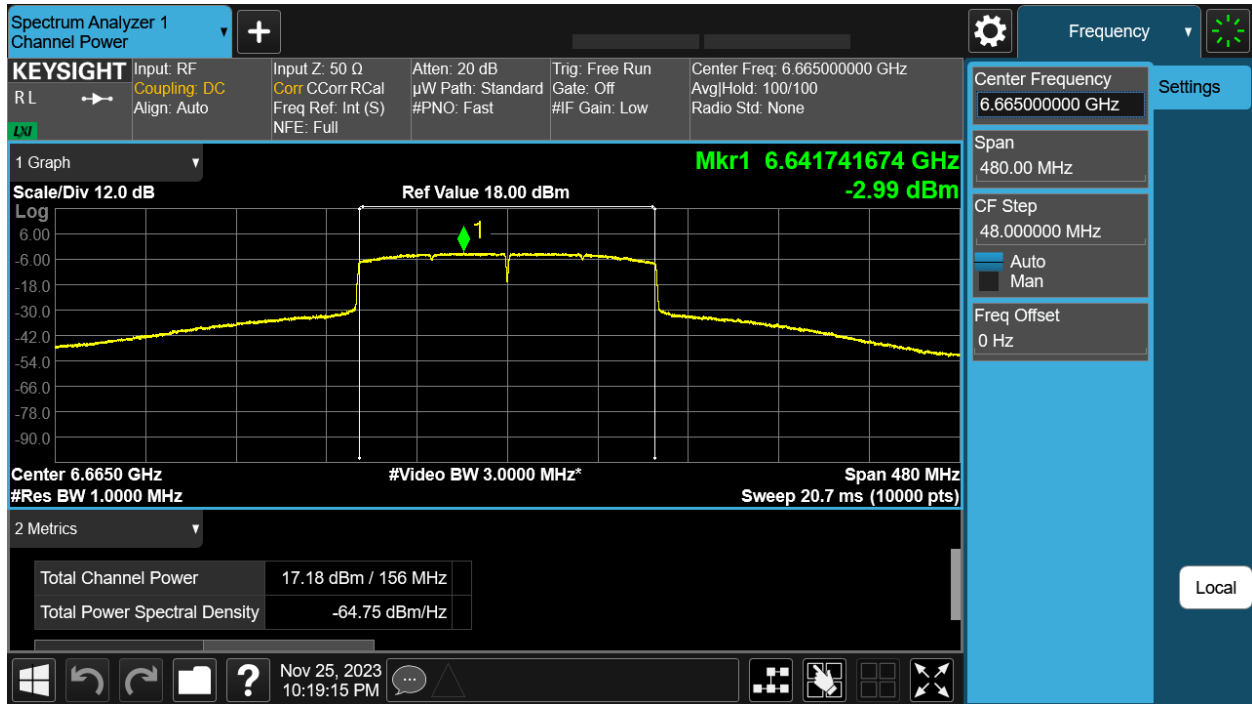 Spectrum Analyzer 1
Channel Power
+
Frequency
KEYSIGHT
R L
LXI
Input: RF
Coupling: DC
Align: Auto
Input Z: 50 Ω
Corr CCorr RCal
Freq Ref: Int (S)
NFE: Full
Atten: 20 dB
µW Path: Standard
#PNO: Fast
Trig: Free Run
Gate: Off
#IF Gain: Low
Center Freq: 6.665000000 GHz
Avg|Hold: 100/100
Radio Std: None
Center Frequency
6.665000000 GHz
Settings
Span
480.00 MHz
CF Step
48.000000 MHz
Auto
Man
Freq Offset
0 Hz
1 Graph
Mkr1 6.641741674 GHz
-2.99 dBm
Scale/Div 12.0 dB
Ref Value 18.00 dBm
Log
1
6.00
-6.00
-18.0
-30.0
-42.0
-54.0
-66.0
-78.0
-90.0
Center 6.6650 GHz
#Video BW 3.0000 MHz*
Span 480 MHz
#Res BW 1.0000 MHz
Sweep 20.7 ms (10000 pts)
2 Metrics
Total Channel Power 17.18 dBm / 156 MHz
Total Power Spectral Density -64.75 dBm/Hz
Local
?
Nov 25, 2023
10:19:15 PM